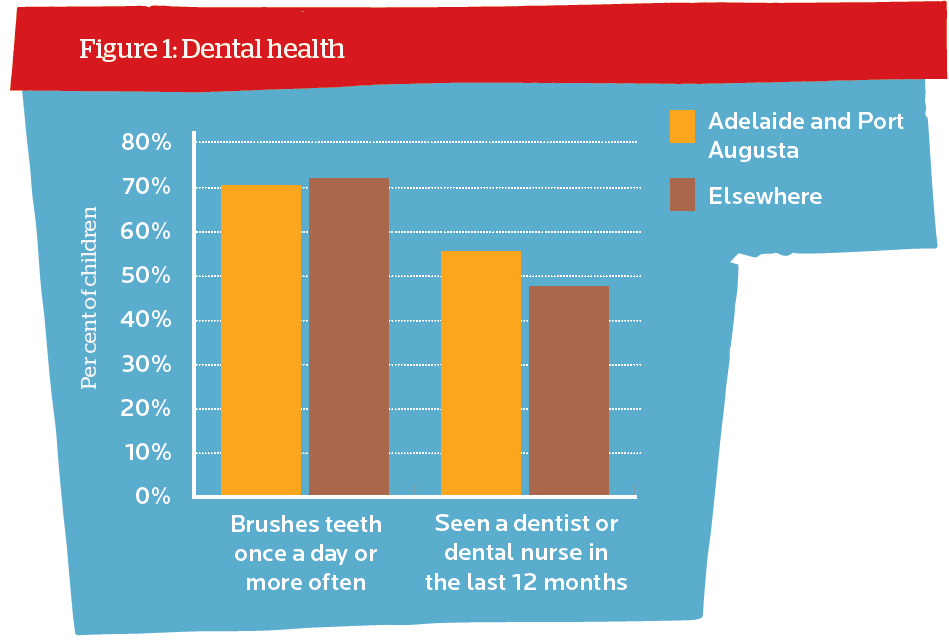 Figure 1: Dental health
Adelaide and Port
Augusta
Elsewhere
Per cent of children
80%
70%
60%
50%
40%
30%
20%
10%
0%
Brushes teeth
once a day or
more often
Seen a dentist or
dental nurse in
the last 12 months